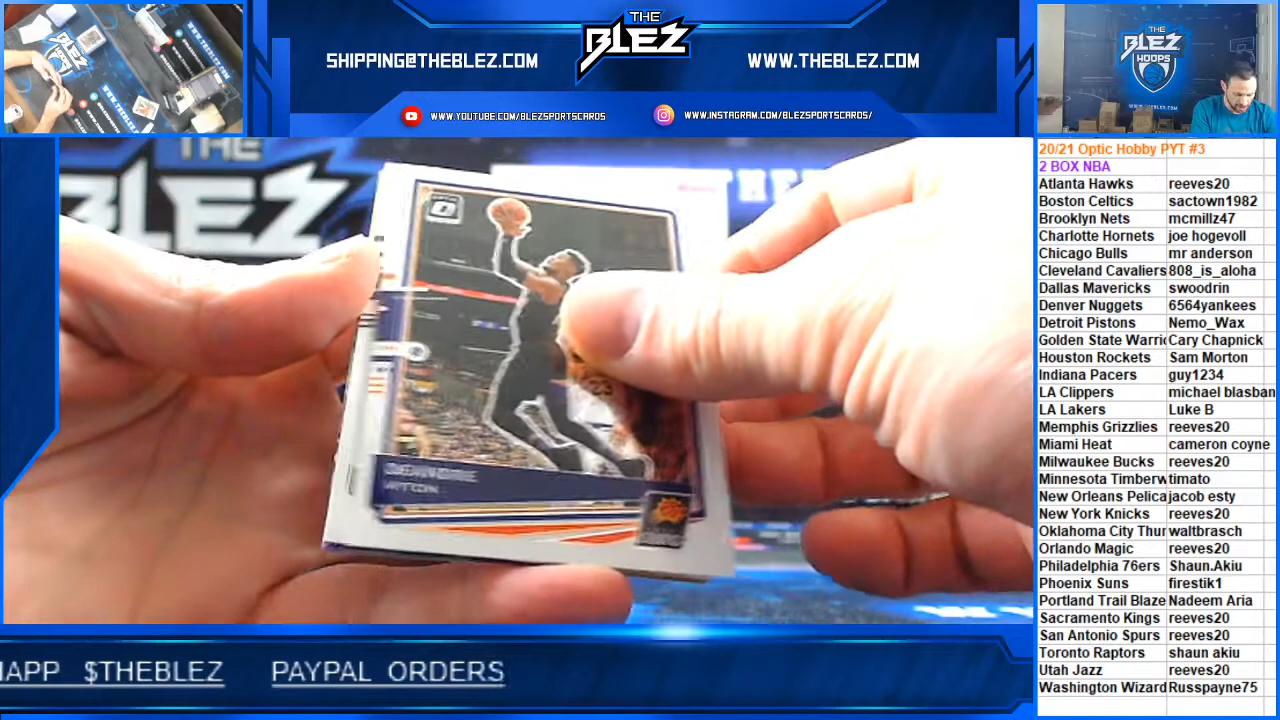 THE
BLEZ
SHIPPING@THEBLEZ.COM
WWW.THEBLEZ.COM
WWW.YOUTUBE.COM/BLEZSPORTSCARDS
WWW.INSTAGRAM.COM/BLEZSPORTSCARDS/
THE
BLEZ
HOOPS
THE
BLEZ
DEANDRE
AYTON
20/21 Optic Hobby PYT #3
2 BOX NBA
Atlanta Hawks reeves20
Boston Celtics sactown1982
Brooklyn Nets mcmillz47
Charlotte Hornets joe hogevoll
Chicago Bulls mr anderson
Cleveland Cavaliers 808_is_aloha
Dallas Mavericks swoodrin
Denver Nuggets 6564yankees
Detroit Pistons Nemo_Wax
Golden State Warric Cary Chapnick
Houston Rockets Sam Morton
Indiana Pacers guy1234
LA Clippers michael blasban
LA Lakers Luke B
Memphis Grizzlies reeves20
Miami Heat cameron coyne
Milwaukee Bucks reeves20
Minnesota Timberw timato
New Orleans Pelica jacob esty
New York Knicks reeves20
Oklahoma City Thur waltbrasch
Orlando Magic reeves20
Philadelphia 76ers Shaun.Akiu
Phoenix Suns firestik1
Portland Trail Blaze Nadeem Aria
Sacramento Kings reeves20
San Antonio Spurs reeves20
Toronto Raptors shaun akiu
Utah Jazz reeves20
Washington Wizard Russpayne75
HAPP $THEBLEZ PAYPAL ORDERS